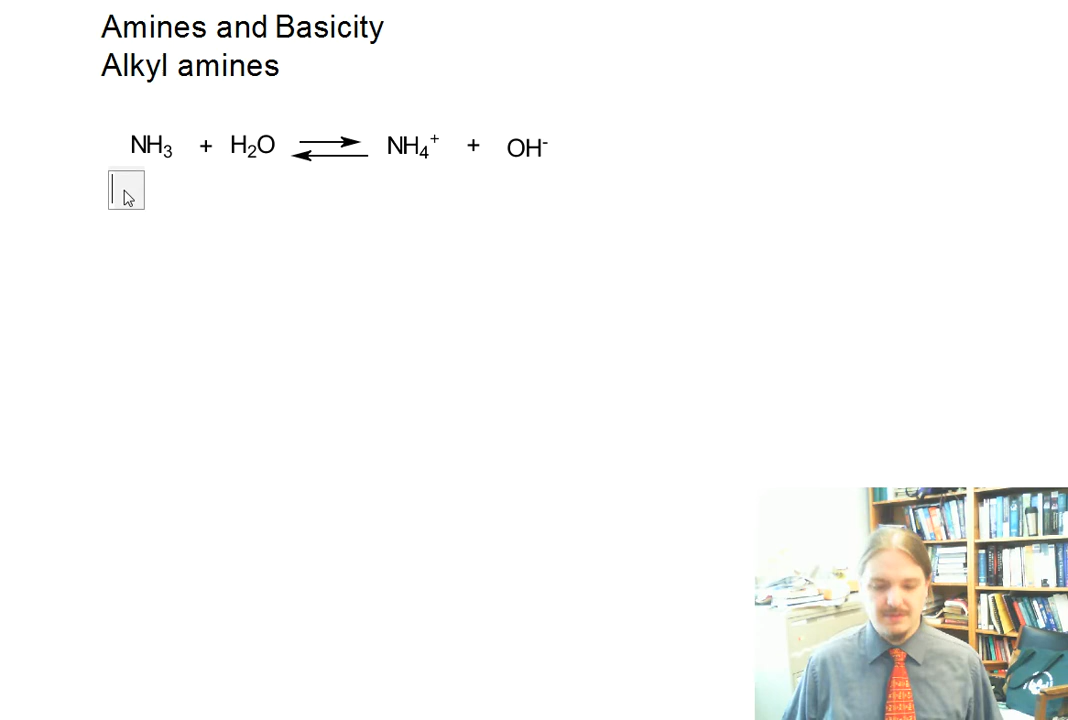 Amines and Basicity
Alkyl amines
NH₃ + H₂O ⇌ NH₄⁺ + OH⁻